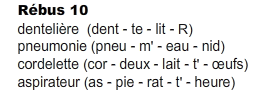 Rébus 10
dentelière (dent - te - lit - R)
pneumonie (pneu - m' - eau - nid)
cordelette (cor - deux - lait - t' - œufs)
aspirateur (as - pie - rat - t' - heure)